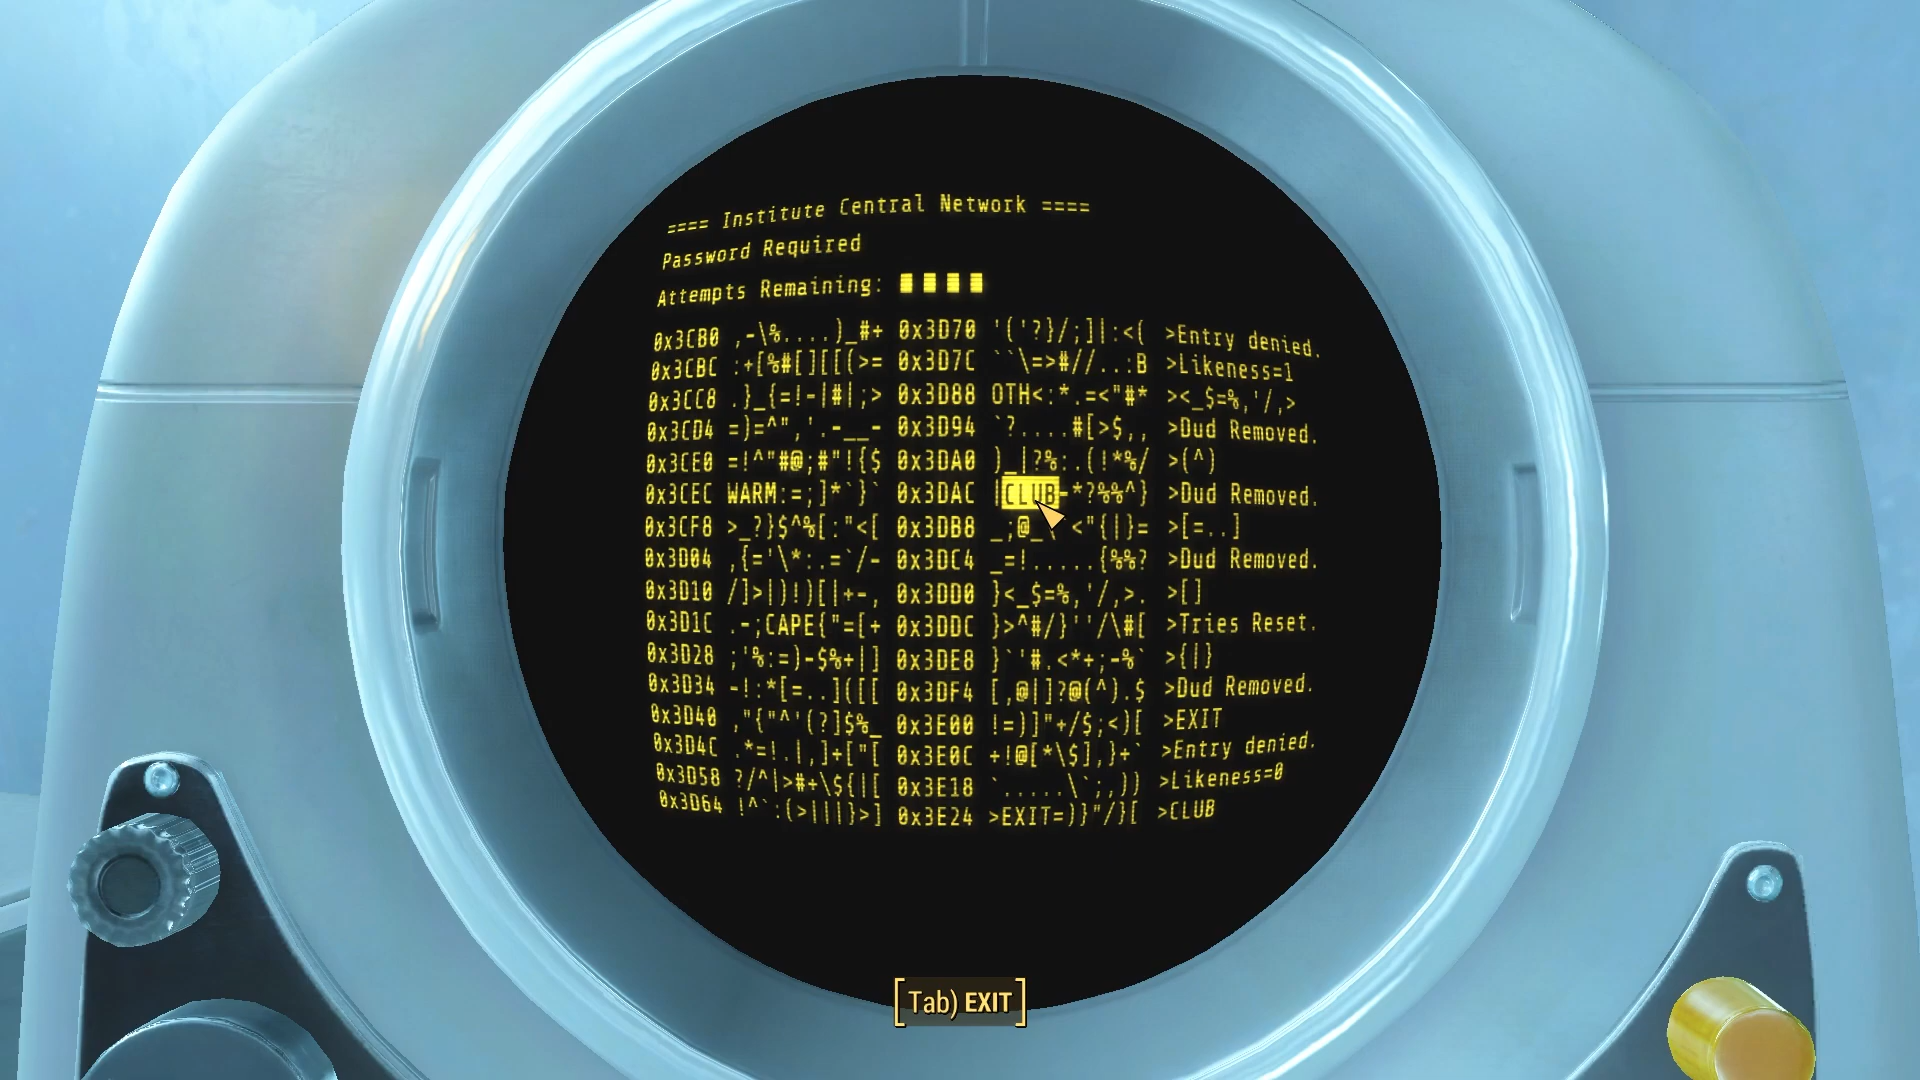 ==== Institute Central Network ====
Password Required
Attempts Remaining:
0x3CB0 ,-\%....)_#+ 0x3D70 '('?}/;]|:<( >Entry denied.
0x3CBC :+[%#[][[(>= 0x3D7C ``\=>#//..:B >Likeness=1
0x3CC8 .}_{=!-|#|;> 0x3D88 OTH<:*.=<"#* ><_$=%,'/,>
0x3CD4 =)=^",'.-__- 0x3D94 `?....#[>$,, >Dud Removed.
0x3CE0 =!^"#@;#"!{$ 0x3DA0 )_|?%:.(!*%/ >(^)
0x3CEC WARM:=;]*`}` 0x3DAC |CLUB-*?%%^} >Dud Removed.
0x3CF8 >_?}$^%[:"<[ 0x3DB8 _;@_\'<"{|}= >[=..]
0x3D04 ,{='\*:.=`/- 0x3DC4 _=!.....{%%? >Dud Removed.
0x3D10 /]>|)!)[|+-, 0x3DD0 }<_$=%,'/,>. >[]
0x3D1C .-;CAPE{"=[+ 0x3DDC }>^#/}''/\#[ >Tries Reset.
0x3D28 ;'%:=)-$%+|] 0x3DE8 }`'#.<*+;-%` >{|}
0x3D34 -!:*[=..]([[ 0x3DF4 [,@|]?@(^).$ >Dud Removed.
0x3D40 ,"{"^'(?]$%_ 0x3E00 !=)]"+/$;<)[ >EXIT
0x3D4C .*=!.|,]+["[ 0x3E0C +!@[*\$],}+` >Entry denied.
0x3D58 ?/^|>#+\${|[ 0x3E18 `.....\`;,)) >Likeness=0
0x3D64 !^`:(>|||}>] 0x3E24 >EXIT=)}"/}[ >CLUB
[Tab) EXIT]